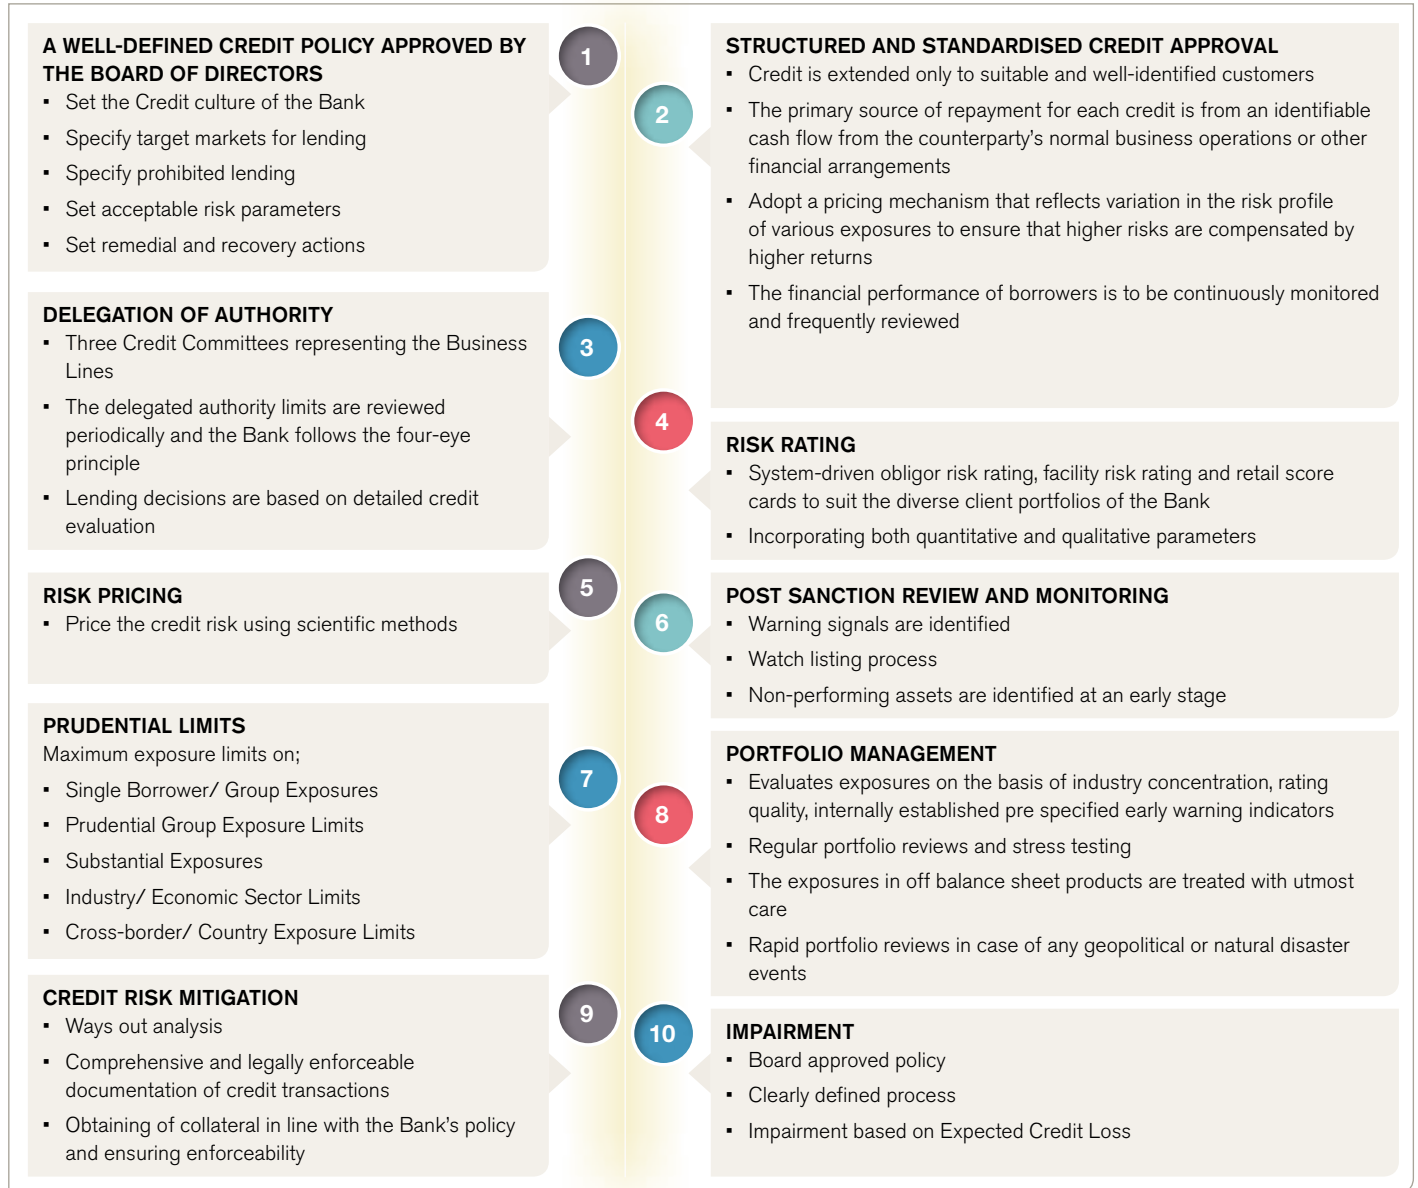 A WELL-DEFINED CREDIT POLICY APPROVED BY
THE BOARD OF DIRECTORS
▪ Set the Credit culture of the Bank
▪ Specify target markets for lending
▪ Specify prohibited lending
▪ Set acceptable risk parameters
▪ Set remedial and recovery actions
1
2
STRUCTURED AND STANDARDISED CREDIT APPROVAL
▪ Credit is extended only to suitable and well-identified customers
▪ The primary source of repayment for each credit is from an identifiable
cash flow from the counterparty's normal business operations or other
financial arrangements
▪ Adopt a pricing mechanism that reflects variation in the risk profile
of various exposures to ensure that higher risks are compensated by
higher returns
▪ The financial performance of borrowers is to be continuously monitored
and frequently reviewed
DELEGATION OF AUTHORITY
▪ Three Credit Committees representing the Business
Lines
▪ The delegated authority limits are reviewed
periodically and the Bank follows the four-eye
principle
▪ Lending decisions are based on detailed credit
evaluation
3
4
RISK RATING
▪ System-driven obligor risk rating, facility risk rating and retail score
cards to suit the diverse client portfolios of the Bank
▪ Incorporating both quantitative and qualitative parameters
RISK PRICING
▪ Price the credit risk using scientific methods
5
6
POST SANCTION REVIEW AND MONITORING
▪ Warning signals are identified
▪ Watch listing process
▪ Non-performing assets are identified at an early stage
PRUDENTIAL LIMITS
Maximum exposure limits on;
▪ Single Borrower/ Group Exposures
▪ Prudential Group Exposure Limits
▪ Substantial Exposures
▪ Industry/ Economic Sector Limits
▪ Cross-border/ Country Exposure Limits
7
8
PORTFOLIO MANAGEMENT
▪ Evaluates exposures on the basis of industry concentration, rating
quality, internally established pre specified early warning indicators
▪ Regular portfolio reviews and stress testing
▪ The exposures in off balance sheet products are treated with utmost
care
▪ Rapid portfolio reviews in case of any geopolitical or natural disaster
events
CREDIT RISK MITIGATION
▪ Ways out analysis
▪ Comprehensive and legally enforceable
documentation of credit transactions
▪ Obtaining of collateral in line with the Bank's policy
and ensuring enforceability
9
10
IMPAIRMENT
▪ Board approved policy
▪ Clearly defined process
▪ Impairment based on Expected Credit Loss